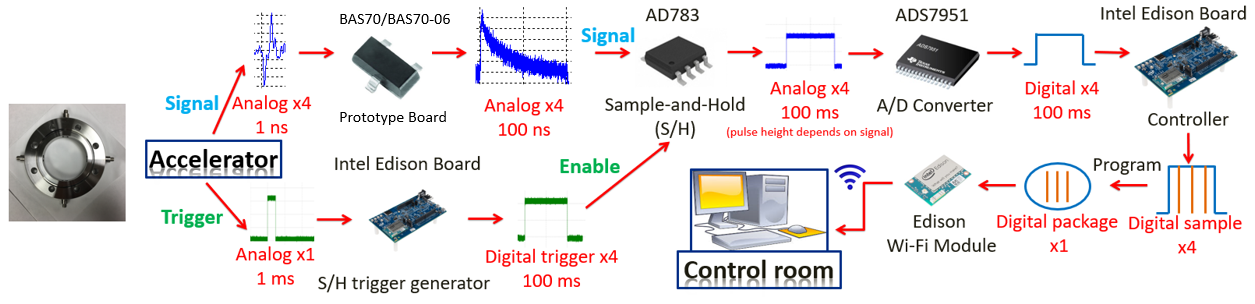 BAS70/BAS70-06
AD783
ADS7951
Intel Edison Board
Signal
Analog x4
1 ns
Prototype Board
Analog x4
100 ns
Signal
Sample-and-Hold
(S/H)
Analog x4
100 ms
(pulse height depends on signal)
ADS7951
TEXAS
INSTRUMENTS
A/D Converter
Digital x4
100 ms
Controller
Accelerator
Trigger
Analog x1
1 ms
Intel Edison Board
S/H trigger generator
Enable
Digital trigger x4
100 ms
Control room
Edison
Wi-Fi Module
Digital package
x1
Program
Digital sample
x4